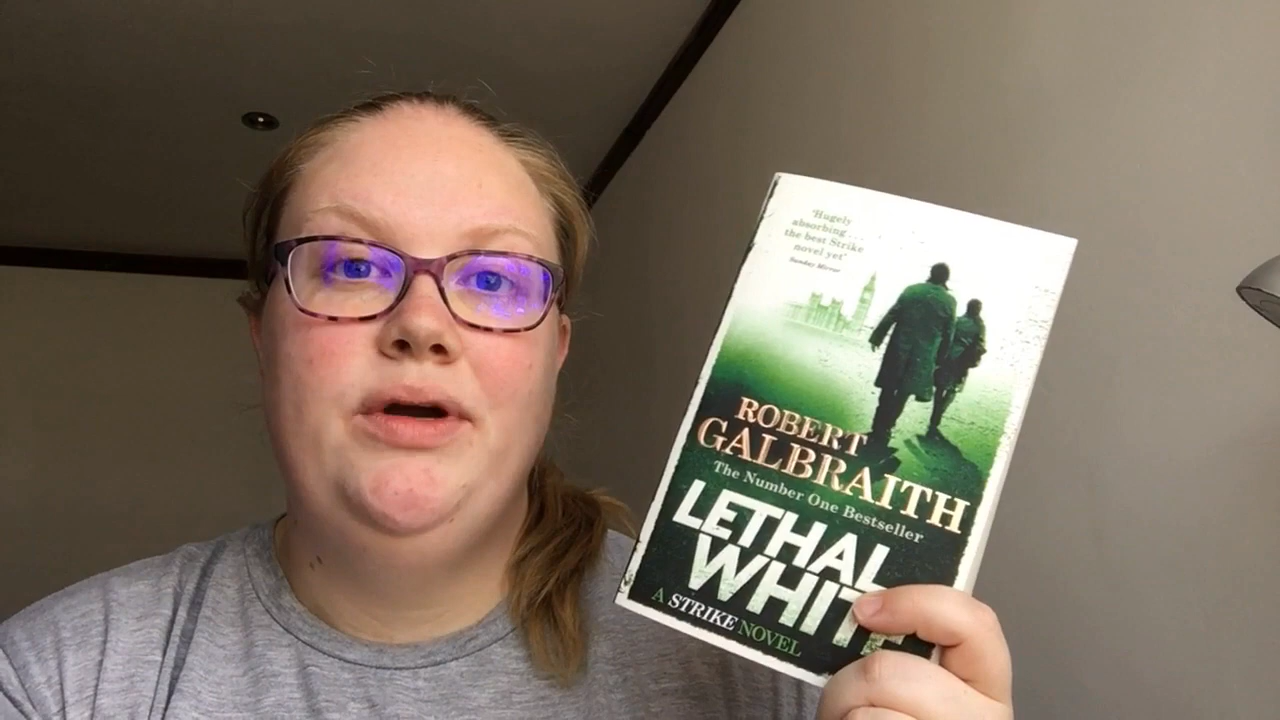 'Hugely
absorbing...
the best Strike
novel yet'
Sunday Mirror
ROBERT
GALBRAITH
The Number One Bestseller
LETHAL
WHIT
A STRIKE NOVEL